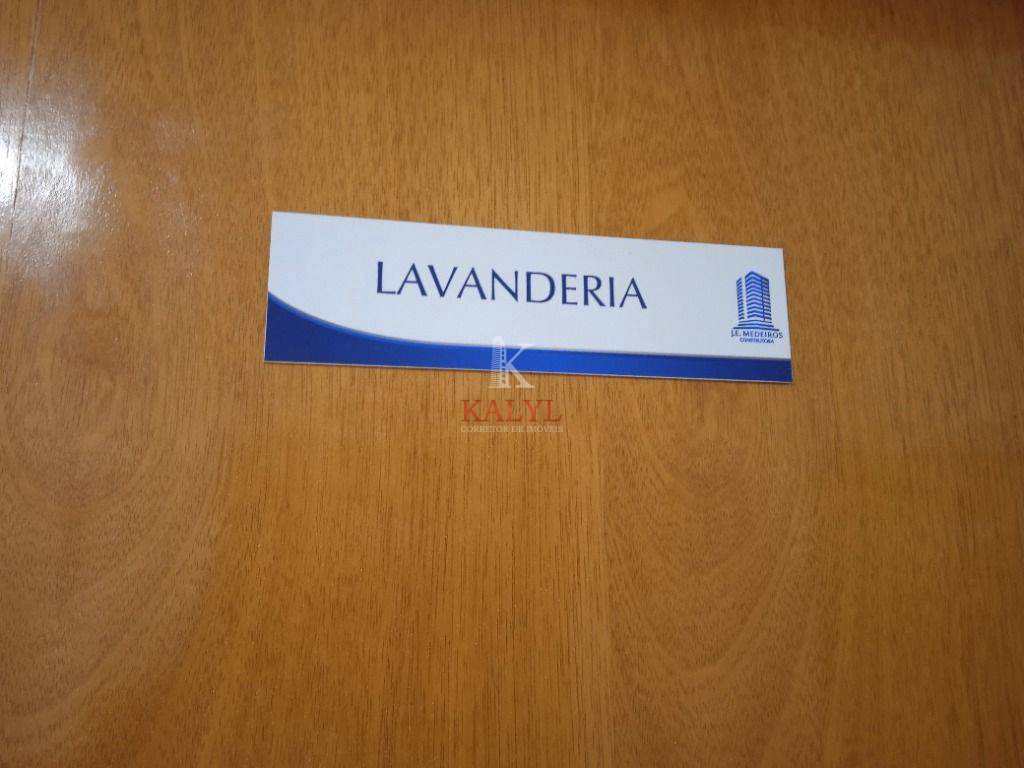 LAVANDERIA
J.E. MEDEIROS
CONSTRUTORA
KALYL
CORRETOR DE IMÓVEIS